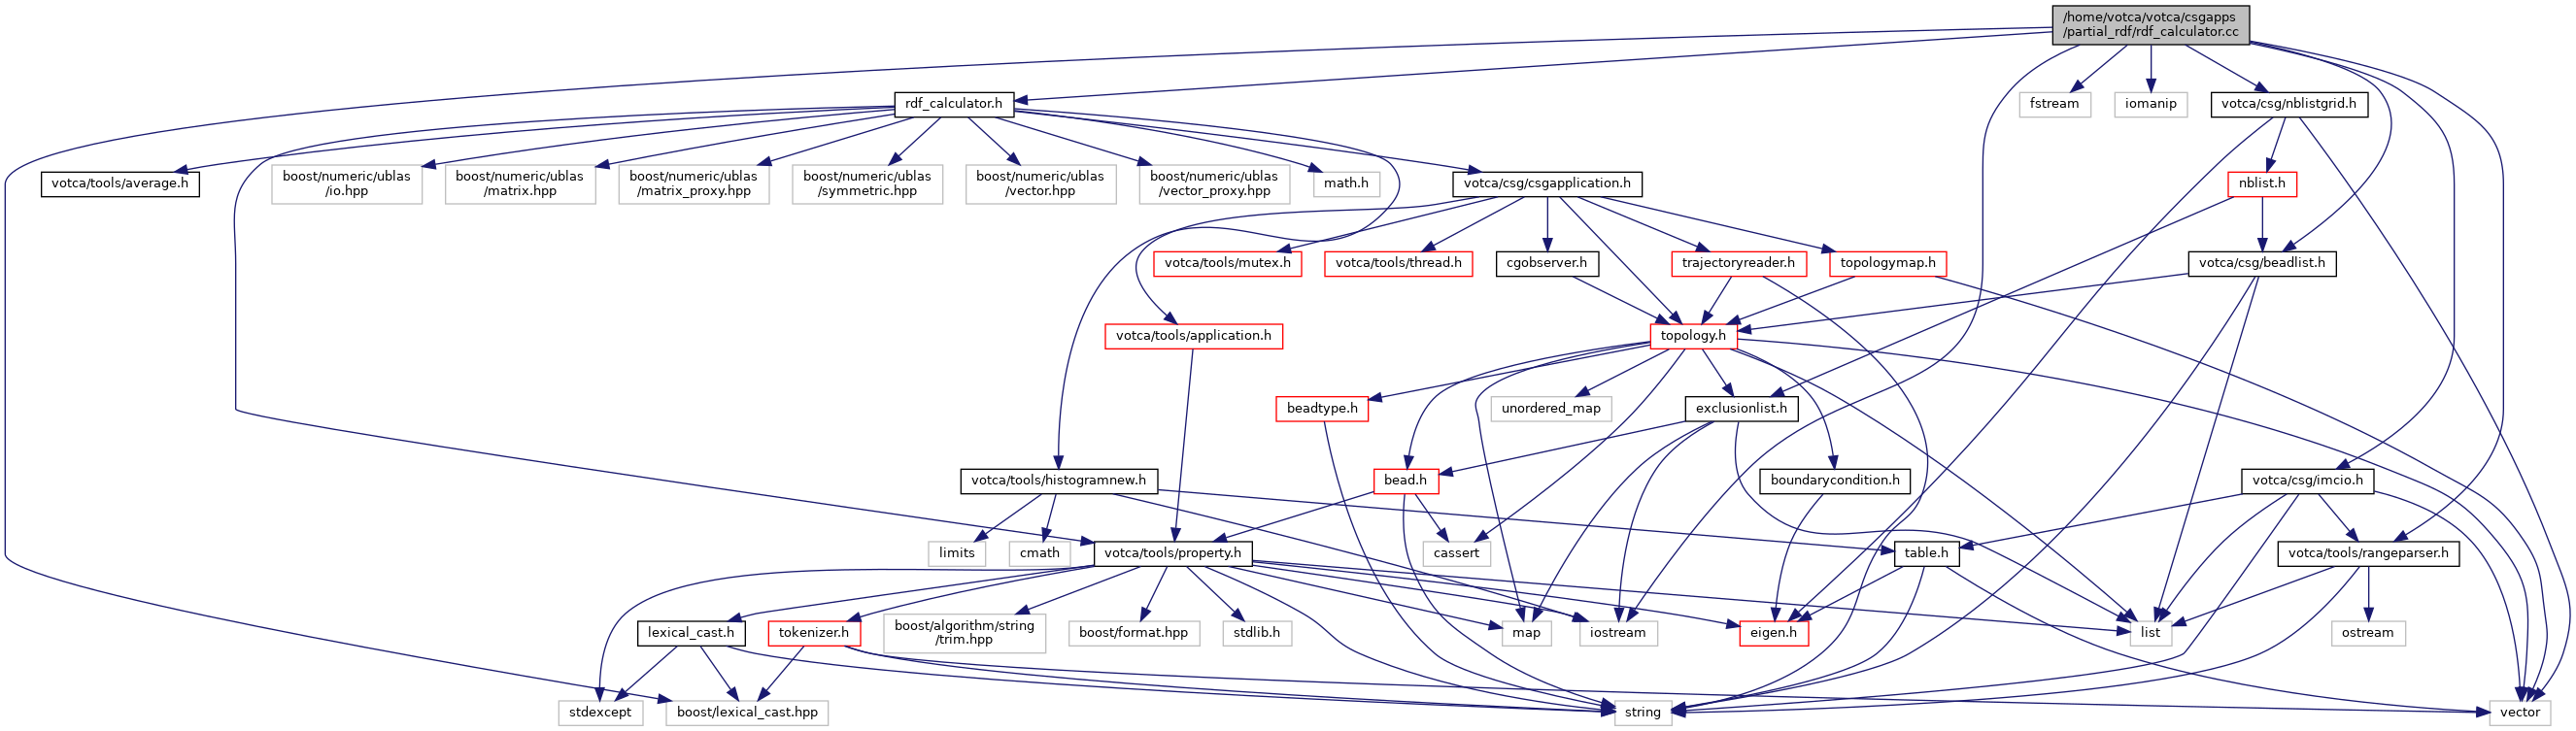 /home/votca/votca/csgapps
/partial_rdf/rdf_calculator.cc
rdf_calculator.h
fstream
iomanip
votca/csg/nblistgrid.h
votca/tools/average.h
boost/numeric/ublas
/io.hpp
boost/numeric/ublas
/matrix.hpp
boost/numeric/ublas
/matrix_proxy.hpp
boost/numeric/ublas
/symmetric.hpp
boost/numeric/ublas
/vector.hpp
boost/numeric/ublas
/vector_proxy.hpp
math.h
votca/csg/csgapplication.h
nblist.h
votca/tools/mutex.h
votca/tools/thread.h
cgobserver.h
trajectoryreader.h
topologymap.h
votca/csg/beadlist.h
votca/tools/application.h
topology.h
beadtype.h
unordered_map
exclusionlist.h
votca/tools/histogramnew.h
bead.h
boundarycondition.h
votca/csg/imcio.h
limits
cmath
votca/tools/property.h
cassert
table.h
votca/tools/rangeparser.h
lexical_cast.h
tokenizer.h
boost/algorithm/string
/trim.hpp
boost/format.hpp
stdlib.h
map
iostream
eigen.h
list
ostream
stdexcept
boost/lexical_cast.hpp
string
vector